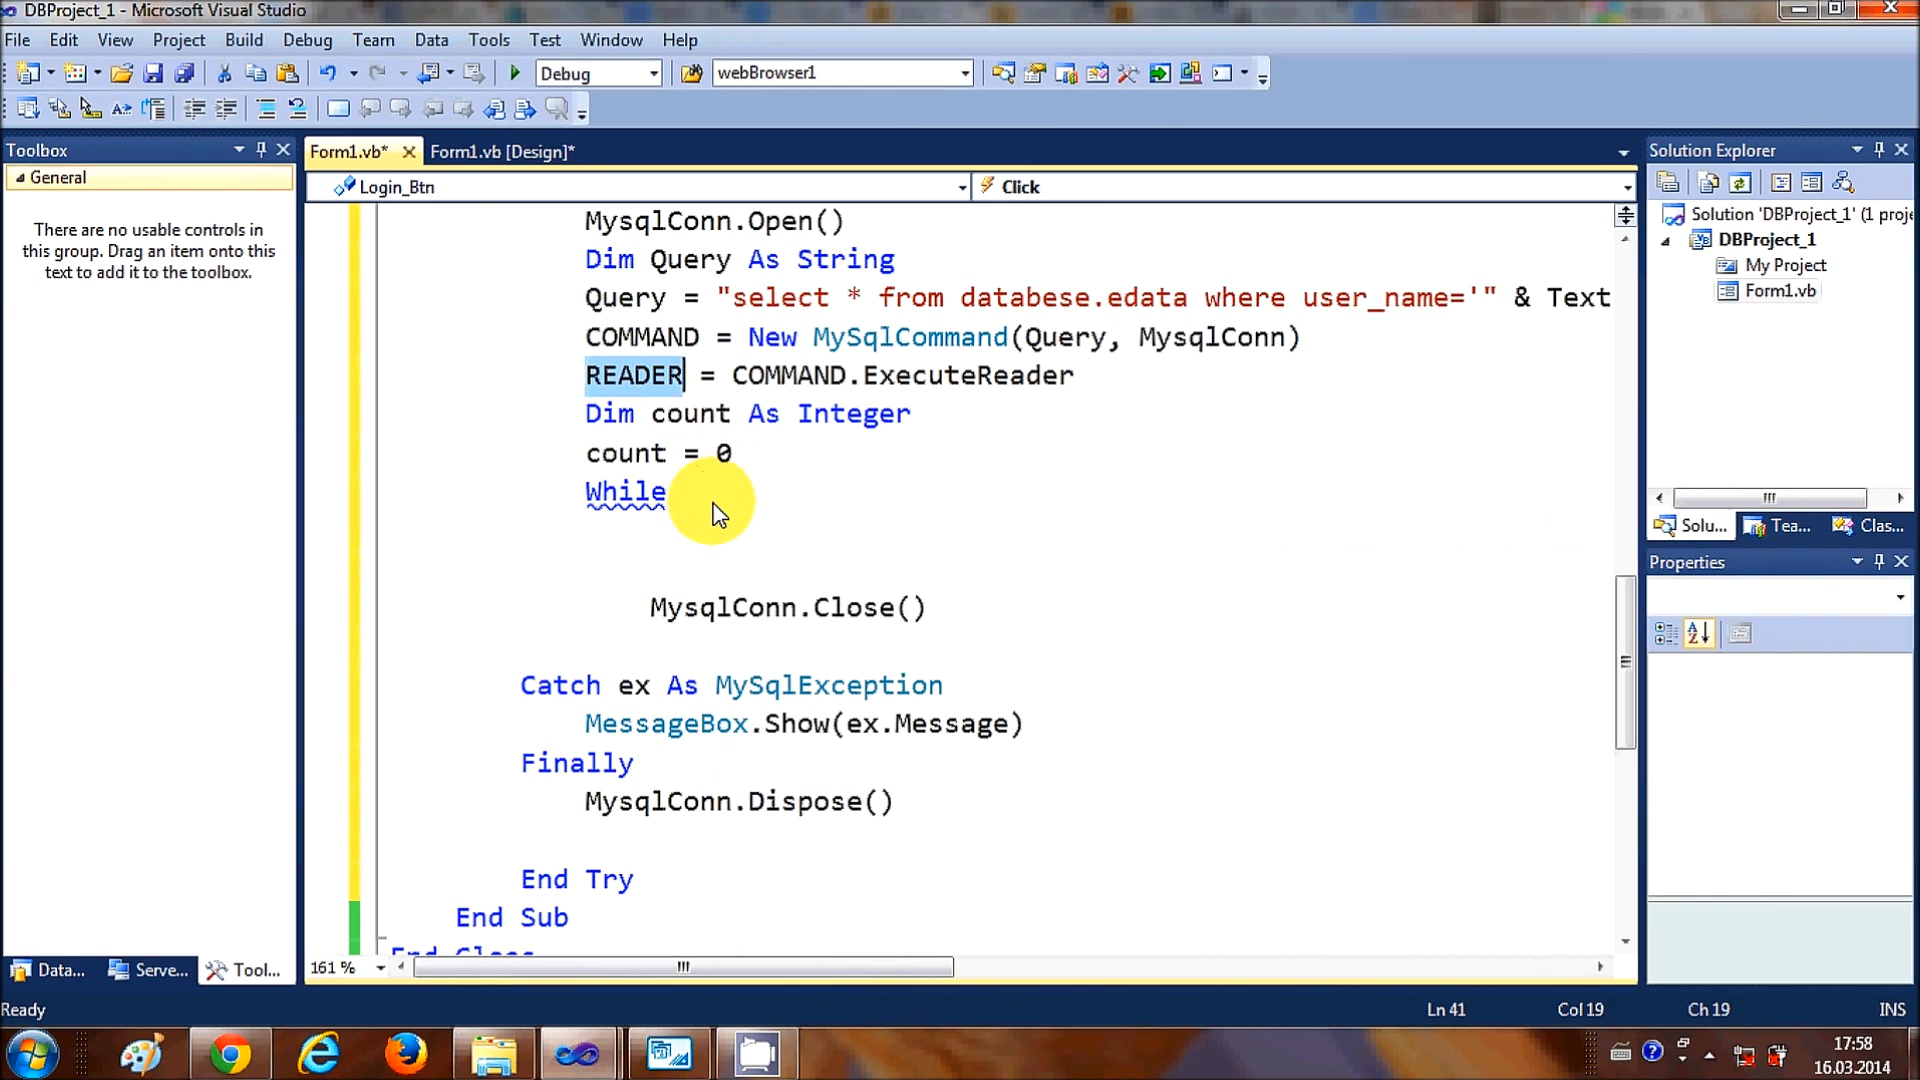 DBProject_1 - Microsoft Visual Studio
File Edit View Project Build Debug Team Data Tools Test Window Help
Debug webBrowser1
Toolbox
General
There are no usable controls in
this group. Drag an item onto this
text to add it to the toolbox.
Data... Serve... Tool...
Form1.vb* Form1.vb [Design]*
Login_Btn Click
MysqlConn.Open()
Dim Query As String
Query = "select * from databese.edata where user_name='" & Text
COMMAND = New MySqlCommand(Query, MysqlConn)
READER = COMMAND.ExecuteReader
Dim count As Integer
count = 0
While
MysqlConn.Close()
Catch ex As MySqlException
MessageBox.Show(ex.Message)
Finally
MysqlConn.Dispose()
End Try
End Sub
End Class
161 %
Solution Explorer
Solution 'DBProject_1' (1 proje
DBProject_1
My Project
Form1.vb
Solu... Tea... Clas...
Properties
Ready Ln 41 Col 19 Ch 19 INS
17:58
16.03.2014